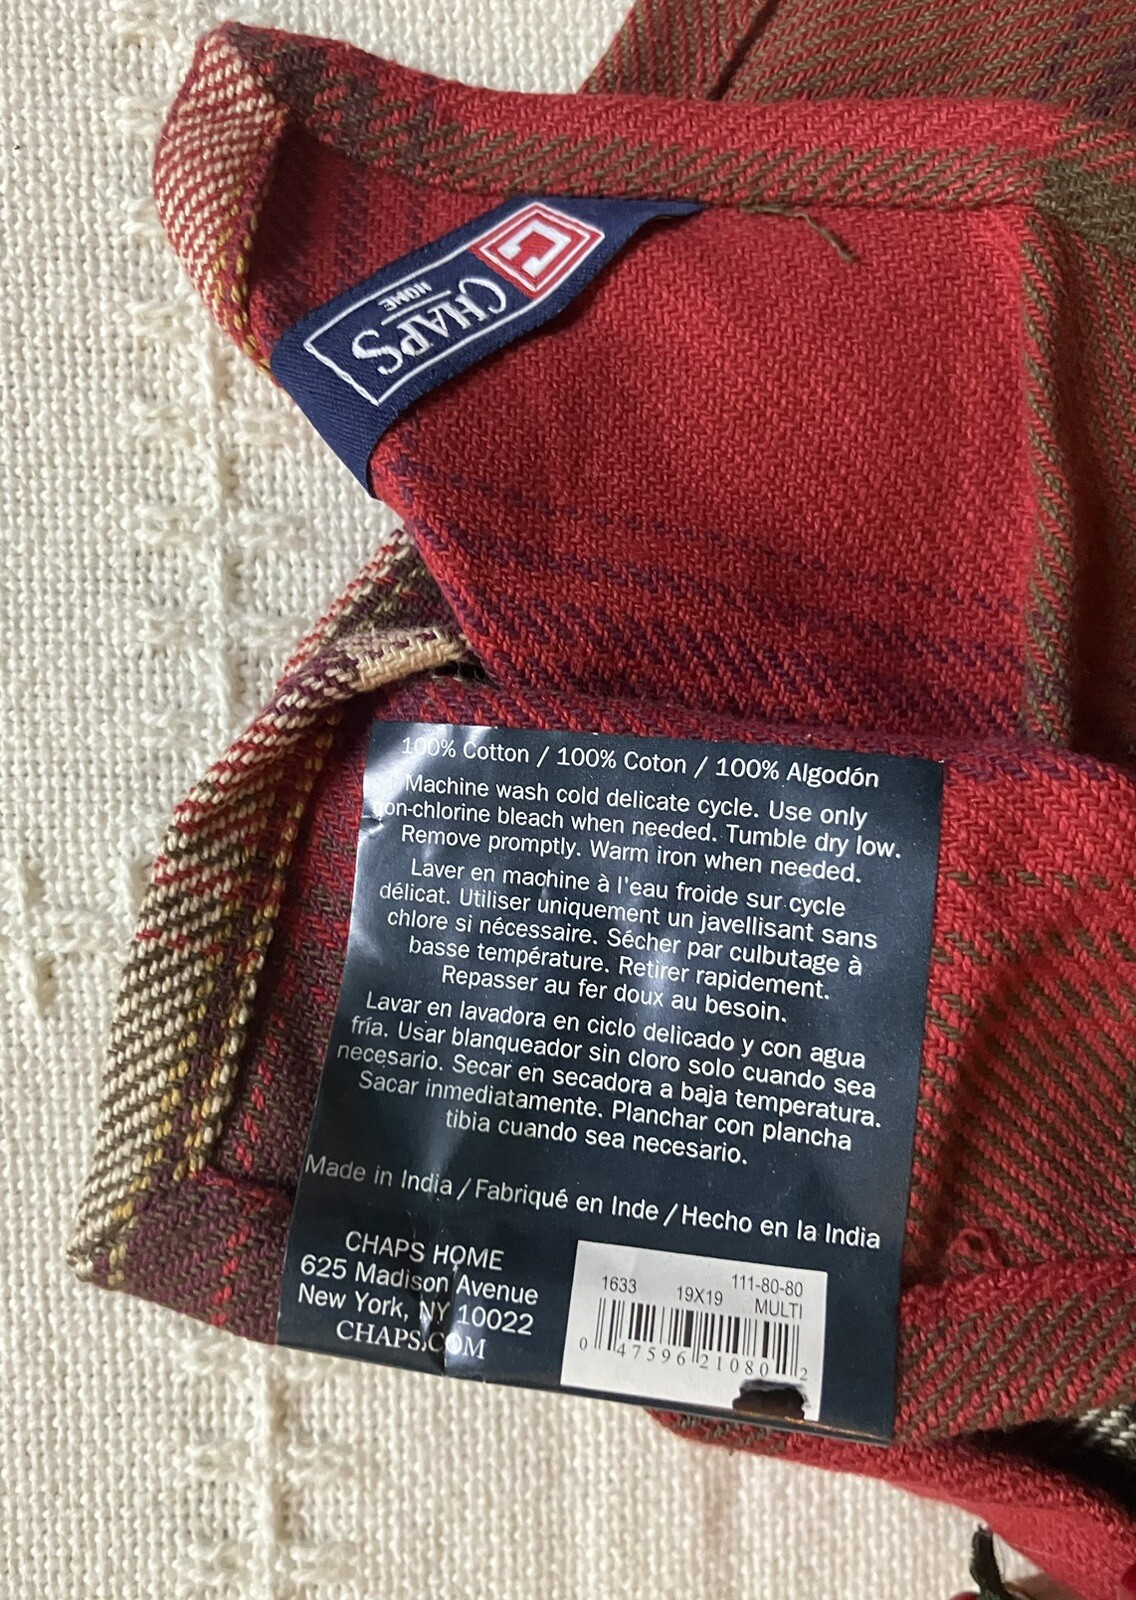 CHAPS
HOME
100% Cotton / 100% Coton / 100% Algodón
Machine wash cold delicate cycle. Use only
non-chlorine bleach when needed. Tumble dry low.
Remove promptly. Warm iron when needed.
Laver en machine à l'eau froide sur cycle
délicat. Utiliser uniquement un javellisant sans
chlore si nécessaire. Sécher par culbutage à
basse température. Retirer rapidement.
Repasser au fer doux au besoin.
Lavar en lavadora en ciclo delicado y con agua
fría. Usar blanqueador sin cloro solo cuando sea
necesario. Secar en secadora a baja temperatura.
Sacar inmediatamente. Planchar con plancha
tibia cuando sea necesario.
Made in India / Fabriqué en Inde / Hecho en la India
CHAPS HOME
625 Madison Avenue
New York, NY 10022
CHAPS.COM
1633 19X19 111-80-80
MULTI
0 47596 21080 2